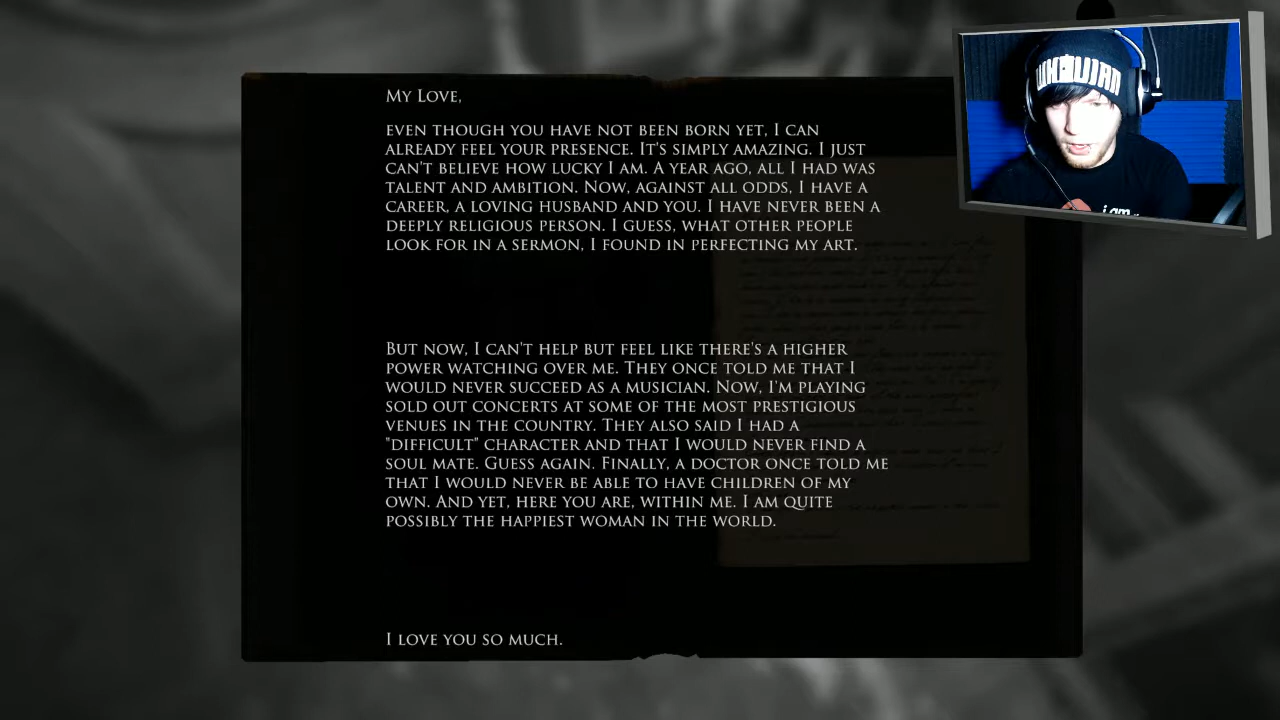 My Love,
even though you have not been born yet, I can
already feel your presence. It's simply amazing. I just
can't believe how lucky I am. A year ago, all I had was
talent and ambition. Now, against all odds, I have a
career, a loving husband and you. I have never been a
deeply religious person. I guess, what other people
look for in a sermon, I found in perfecting my art.
But now, I can't help but feel like there's a higher
power watching over me. They once told me that I
would never succeed as a musician. Now, I'm playing
sold out concerts at some of the most prestigious
venues in the country. They also said I had a
"difficult" character and that I would never find a
soul mate. Guess again. Finally, a doctor once told me
that I would never be able to have children of my
own. And yet, here you are, within me. I am quite
possibly the happiest woman in the world.
I love you so much.
i am